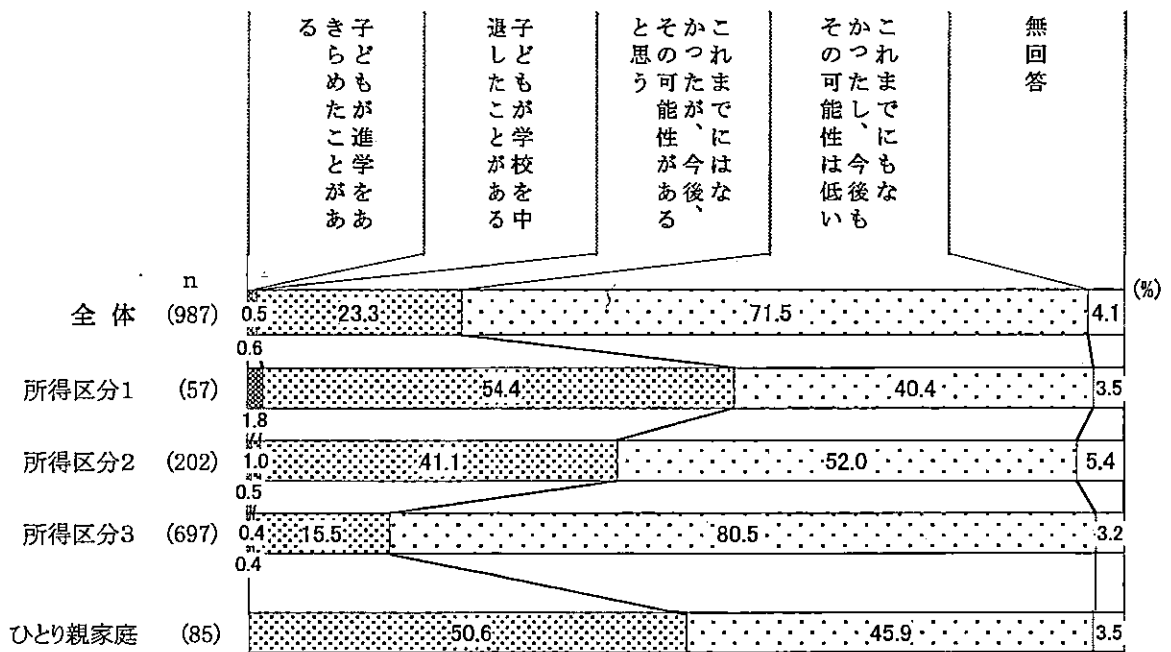 子どもが進学をあ
きらめたことがあ
る
子どもが学校を中
退したことがある
これまでにはな
かったが、今後、
その可能性がある
と思う
これまでにもな
かったし、今後も
その可能性は低い
無回答
n
(%)
全体 (987) 0.5 23.3 71.5 4.1
0.6
所得区分1 (57) 54.4 40.4 3.5
1.8
所得区分2 (202) 1.0 41.1 52.0 5.4
0.5
所得区分3 (697) 0.4 15.5 80.5 3.2
0.4
ひとり親家庭 (85) 50.6 45.9 3.5